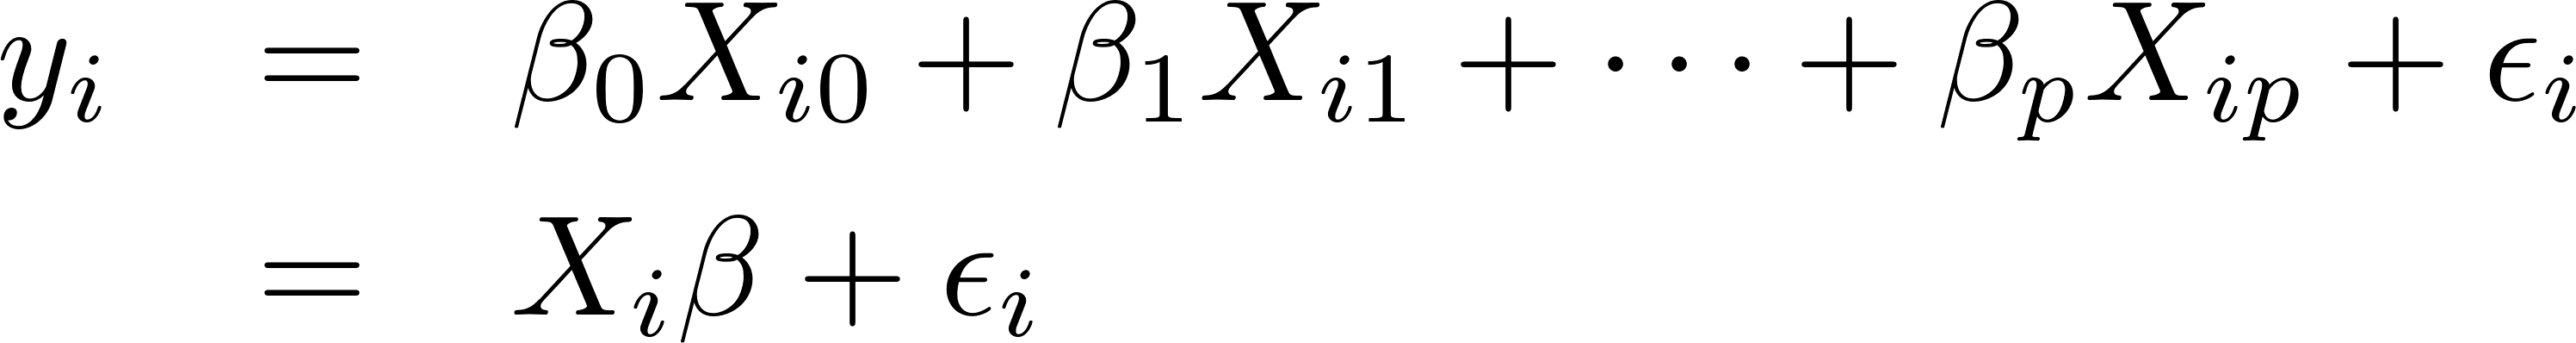 y_i = β_0 X_{i0} + β_1 X_{i1} + ⋯ + β_p X_{ip} + ϵ_i
= X_i β + ϵ_i